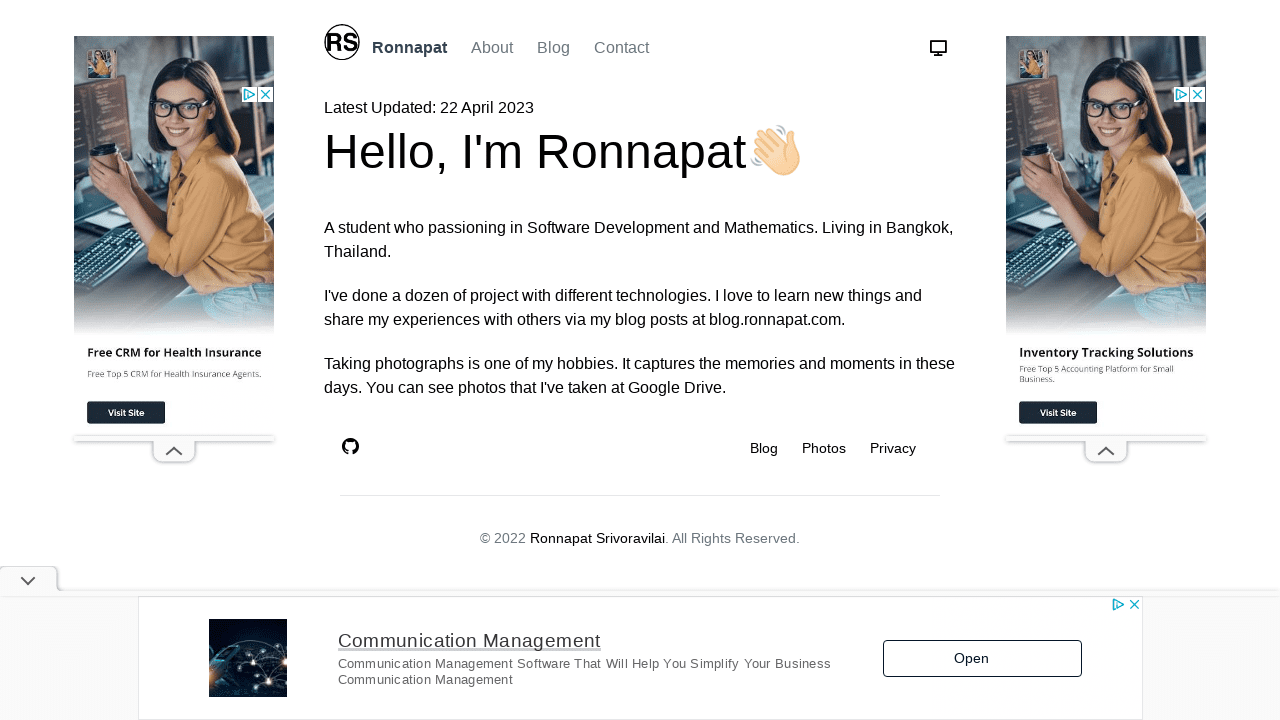 RS
Ronnapat
About
Blog
Contact
Latest Updated: 22 April 2023
Hello, I'm Ronnapat👋🏻
A student who passioning in Software Development and Mathematics. Living in Bangkok,
Thailand.
I've done a dozen of project with different technologies. I love to learn new things and
share my experiences with others via my blog posts at blog.ronnapat.com.
Taking photographs is one of my hobbies. It captures the memories and moments in these
days. You can see photos that I've taken at Google Drive.
Blog
Photos
Privacy
© 2022 Ronnapat Srivoravilai. All Rights Reserved.
Free CRM for Health Insurance
Free Top 5 CRM for Health Insurance Agents.
Visit Site
Inventory Tracking Solutions
Free Top 5 Accounting Platform for Small
Business.
Visit Site
Communication Management
Communication Management Software That Will Help You Simplify Your Business
Communication Management
Open